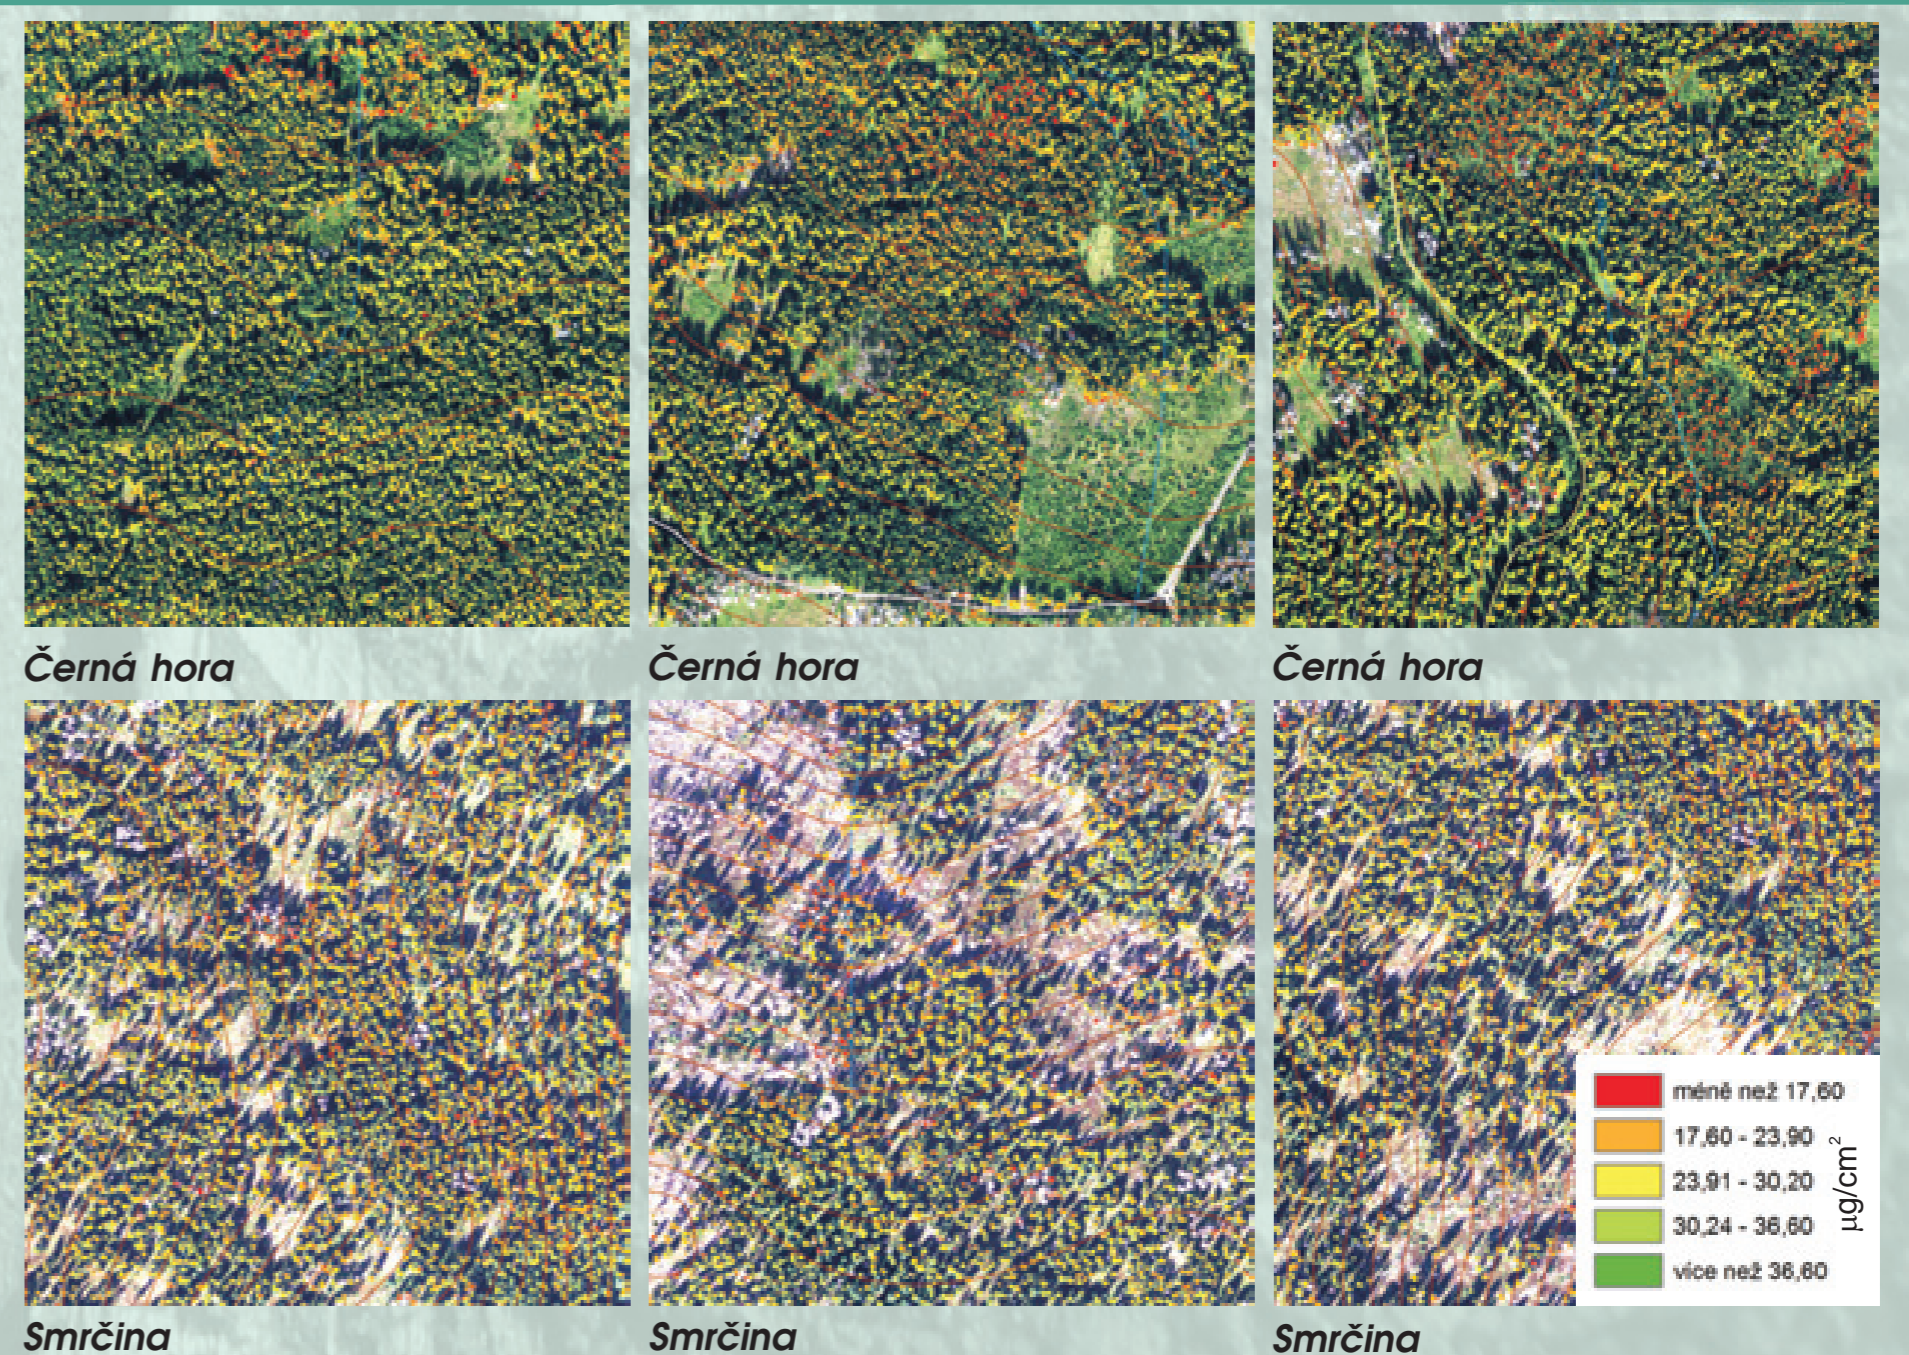 Černá hora
Černá hora
Černá hora
méně než 17,60
17,60 - 23,90
23,91 - 30,20
30,24 - 36,60
více než 36,60
µg/cm²
Smrčina
Smrčina
Smrčina